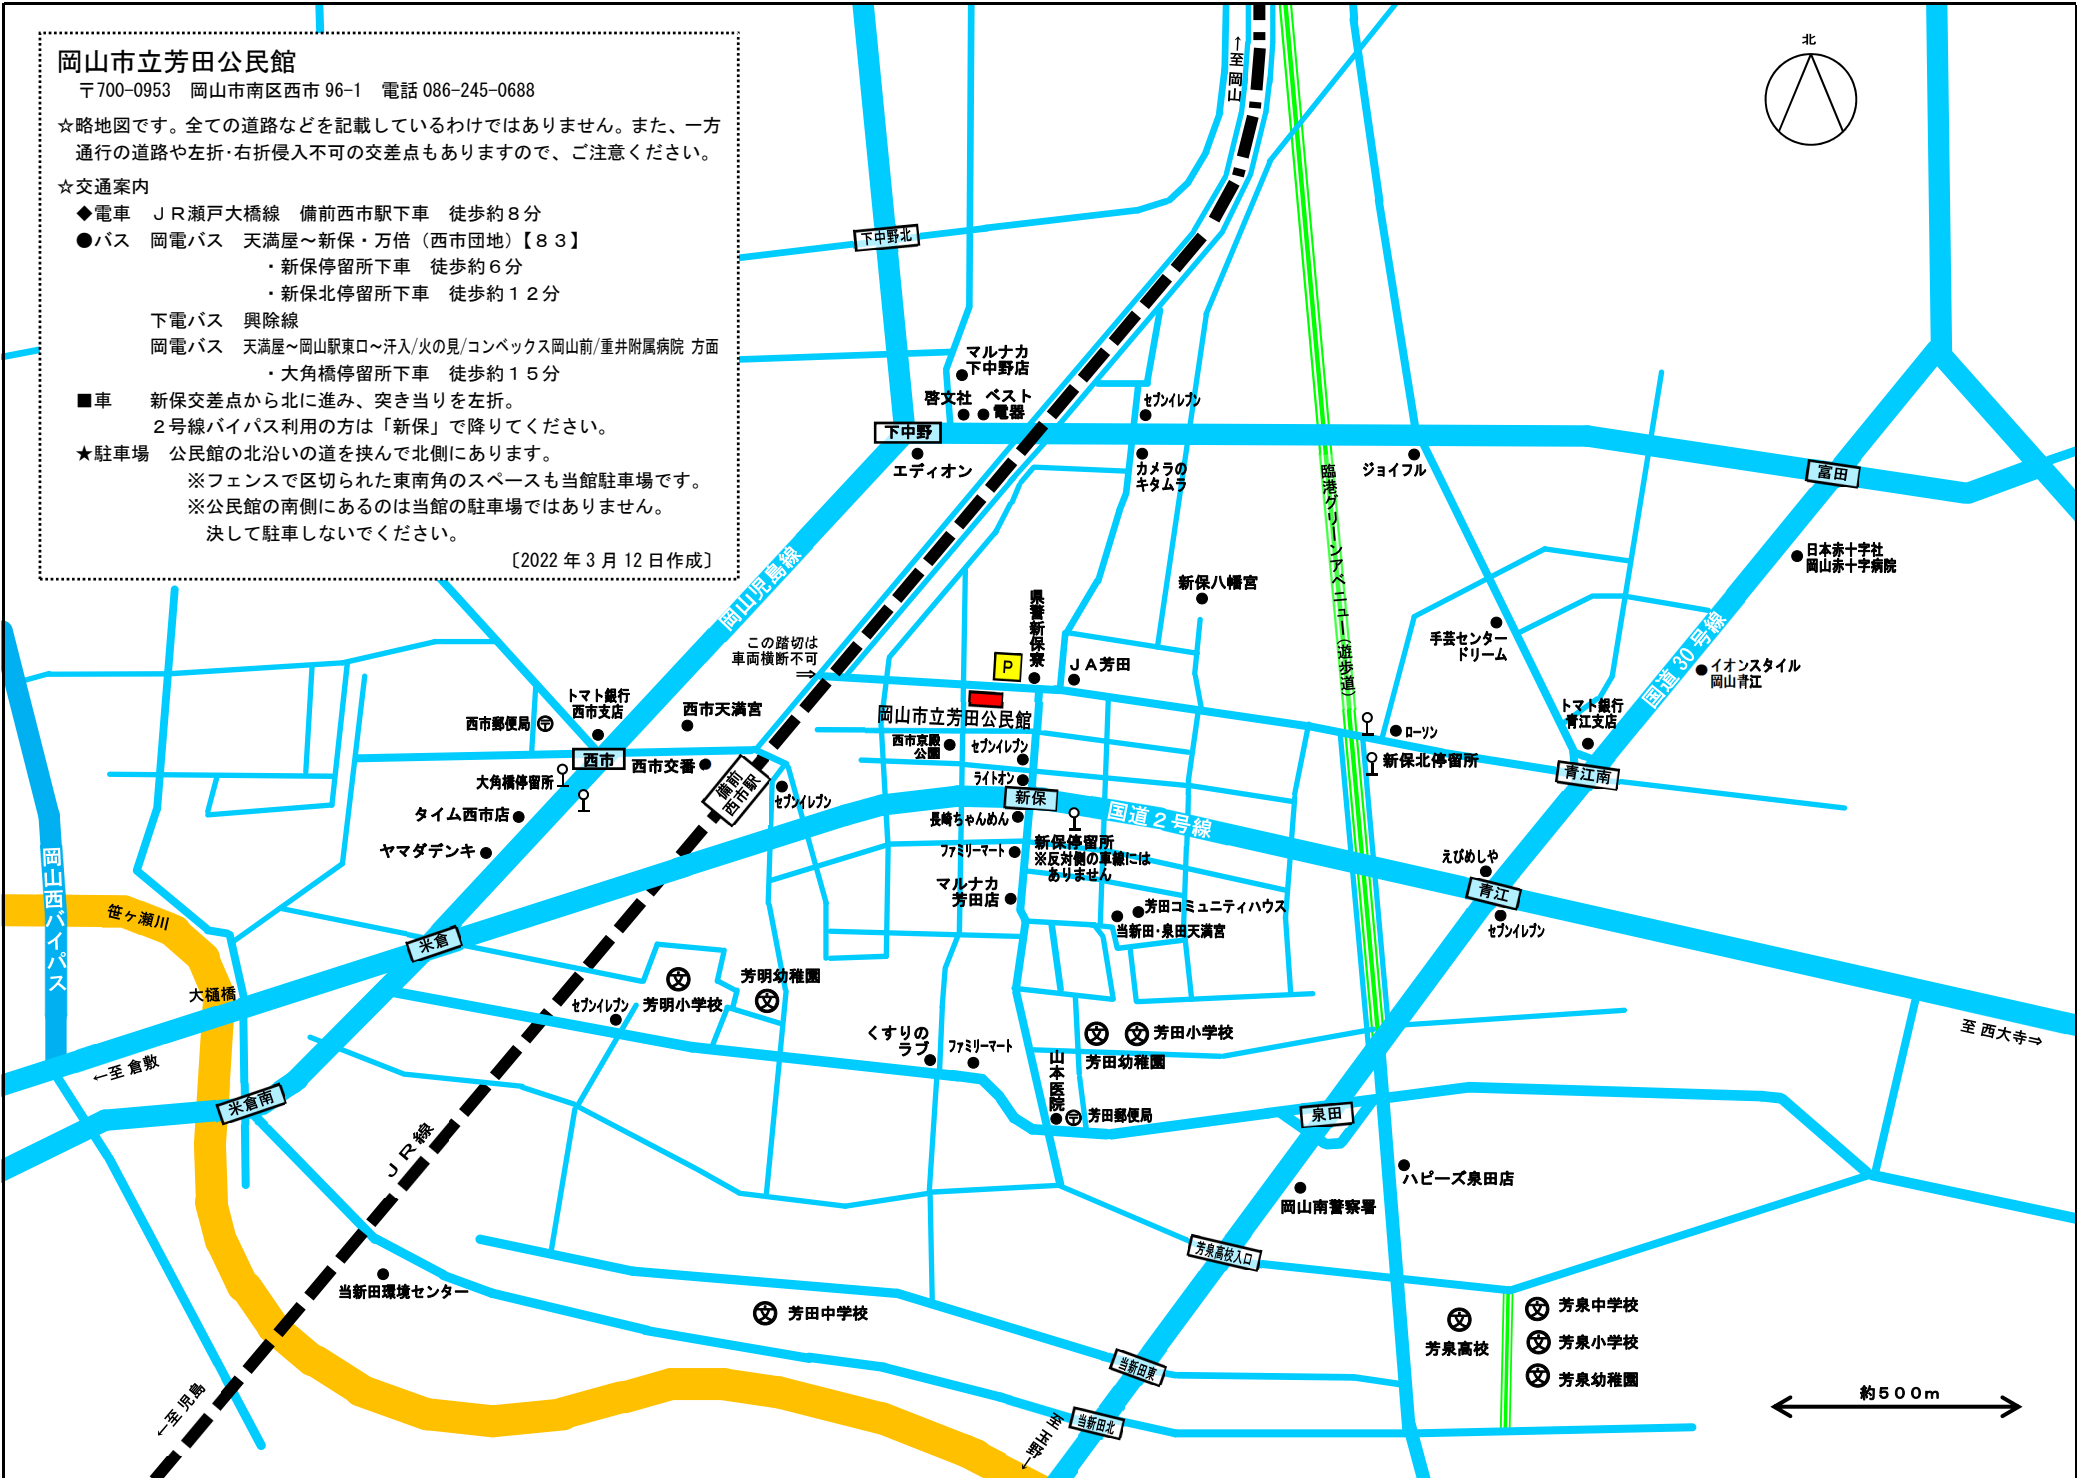 岡山市立芳田公民館
〒700-0953　岡山市南区西市 96-1　電話 086-245-0688
☆略地図です。全ての道路などを記載しているわけではありません。また、一方
通行の道路や左折･右折侵入不可の交差点もありますので、ご注意ください。
☆交通案内
◆電車　ＪＲ瀬戸大橋線　備前西市駅下車　徒歩約８分
●バス　岡電バス　天満屋～新保・万倍（西市団地）【８３】
・新保停留所下車　徒歩約６分
・新保北停留所下車　徒歩約１２分
下電バス　興除線
岡電バス　天満屋～岡山駅東口～汗入/火の見/コンベックス岡山前/重井附属病院 方面
・大角橋停留所下車　徒歩約１５分
■車　新保交差点から北に進み、突き当りを左折。
２号線バイパス利用の方は「新保」で降りてください。
★駐車場　公民館の北沿いの道を挟んで北側にあります。
※フェンスで区切られた東南角のスペースも当館駐車場です。
※公民館の南側にあるのは当館の駐車場ではありません。
決して駐車しないでください。
〔2022 年 3 月 12 日作成〕
北
↑至 岡山
下中野北
マルナカ
下中野店
啓文社
ベスト
電器
セブンイレブン
下中野
エディオン
カメラの
キタムラ
ジョイフル
富田
臨港グリーンアベニュー（遊歩道）
日本赤十字社
岡山赤十字病院
岡山児島線
新保八幡宮
県警新保寮
手芸センター
ドリーム
国道 30 号線
イオンスタイル
岡山青江
この踏切は
車両横断不可
⇒
P
ＪＡ芳田
トマト銀行
西市支店
西市郵便局
西市天満宮
岡山市立芳田公民館
トマト銀行
青江支店
ローソン
西市京殿
公園
セブンイレブン
新保北停留所
西市
西市交番
大角橋停留所
備前
西市駅
セブンイレブン
ライトオン
青江南
新保
タイム西市店
長崎ちゃんめん
国道２号線
ヤマダデンキ
ファミリーマート
新保停留所
※反対側の車線には
ありません
えびめしや
岡山西バイパス
マルナカ
芳田店
青江
芳田コミュニティハウス
当新田･泉田天満宮
セブンイレブン
笹ヶ瀬川
米倉
大樋橋
芳明幼稚園
文
セブンイレブン
芳明小学校
文
くすりの
ラブ
ファミリーマート
文
文
芳田小学校
芳田幼稚園
至 西大寺⇒
←至 倉敷
山本医院
芳田郵便局
米倉南
泉田
ＪＲ線
ハピーズ泉田店
岡山南警察署
芳泉高校入口
当新田環境センター
文
芳田中学校
文
芳泉高校
文
芳泉中学校
文
芳泉小学校
文
芳泉幼稚園
当新田東
当新田北
←至 児島
←至 玉野
約５００ｍ